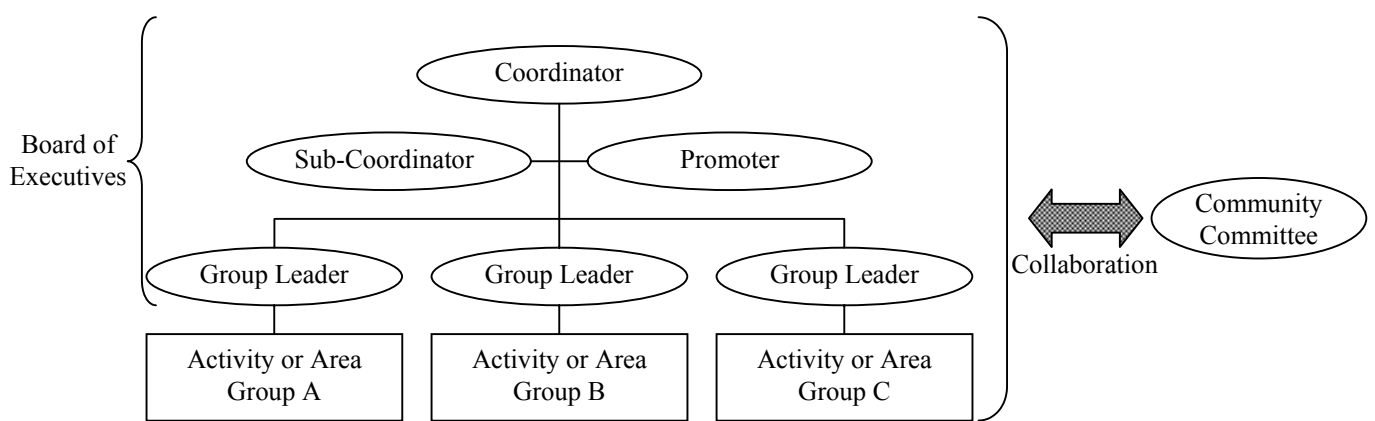 Coordinator
Board of
Executives
Sub-Coordinator
Promoter
Community
Committee
Collaboration
Group Leader
Group Leader
Group Leader
Activity or Area
Group A
Activity or Area
Group B
Activity or Area
Group C